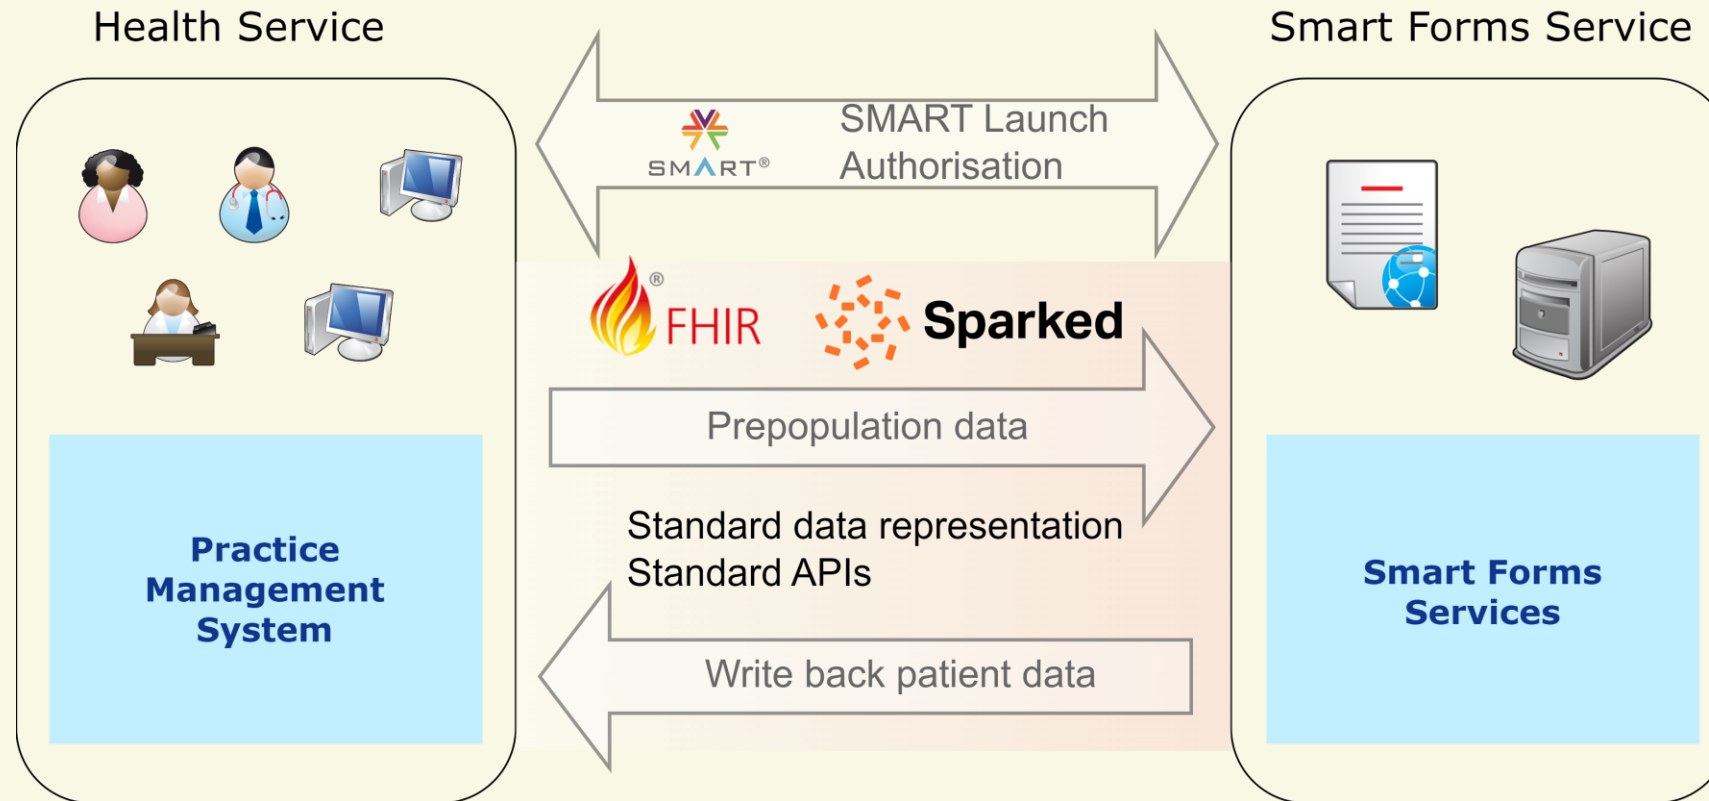 Health Service
Smart Forms Service
SMART®
SMART Launch
Authorisation
®
FHIR
Sparked
Prepopulation data
Standard data representation
Standard APIs
Write back patient data
Practice
Management
System
Smart Forms
Services